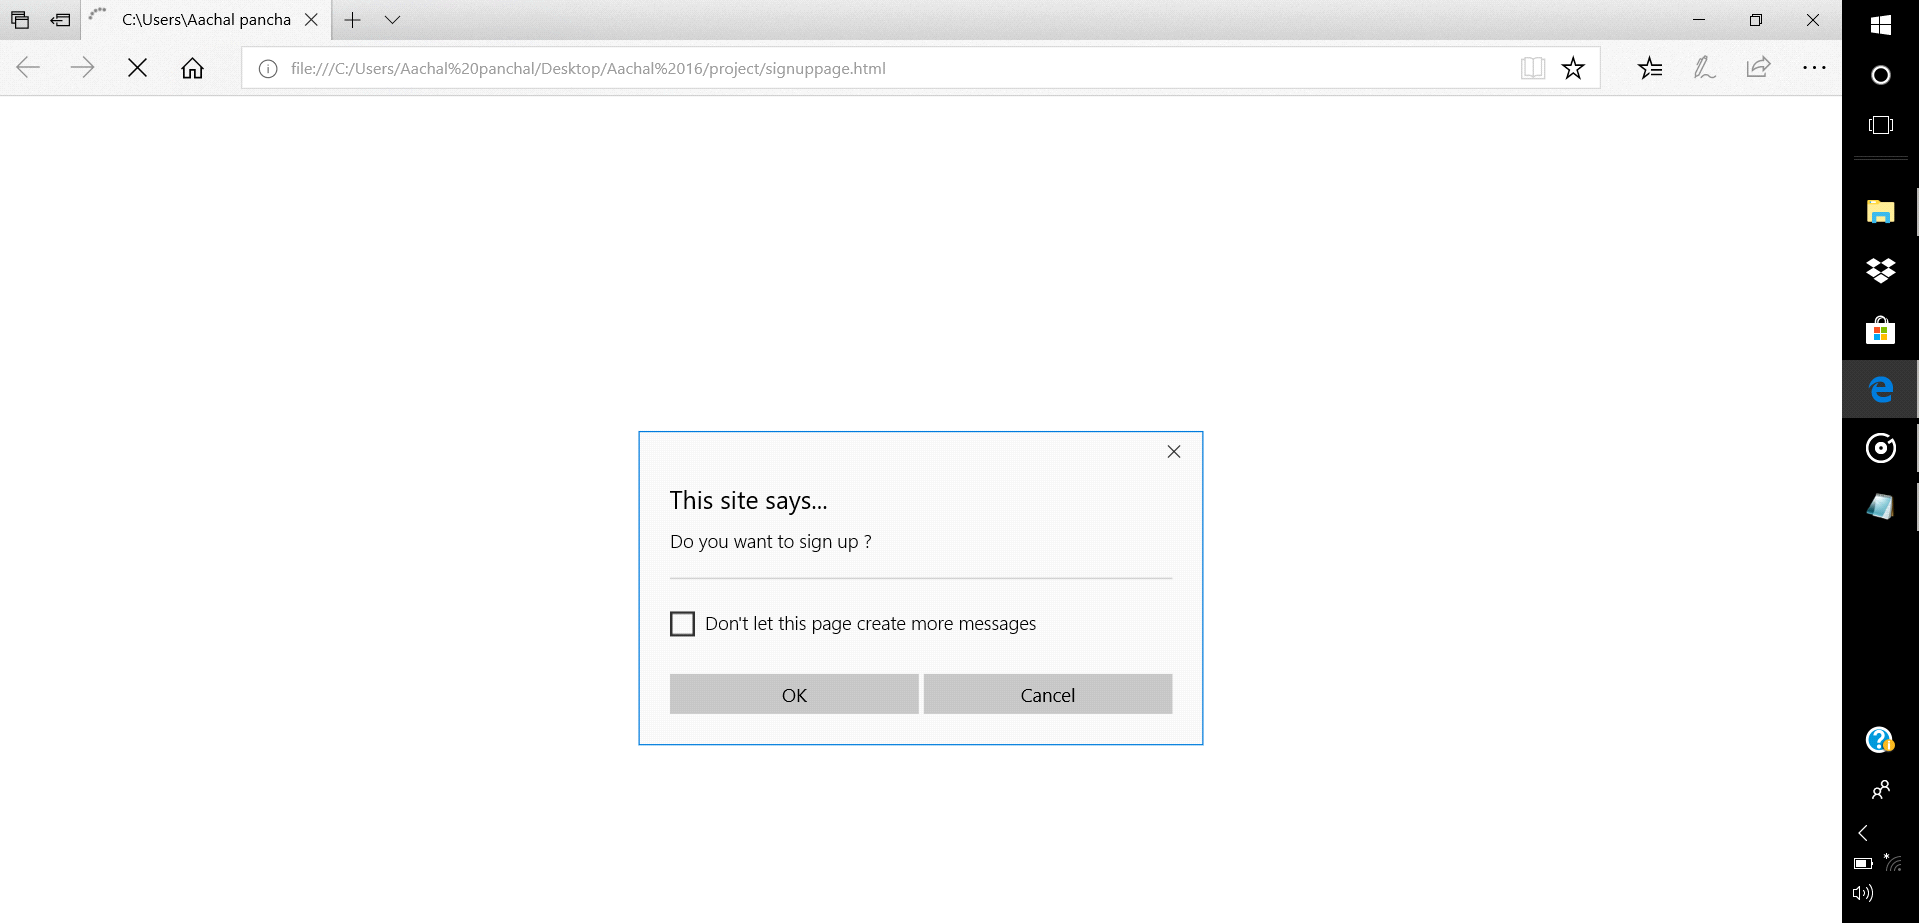 C:\Users\Aachal pancha
file:///C:/Users/Aachal%20panchal/Desktop/Aachal%2016/project/signuppage.html
This site says...
Do you want to sign up ?
Don't let this page create more messages
OK
Cancel